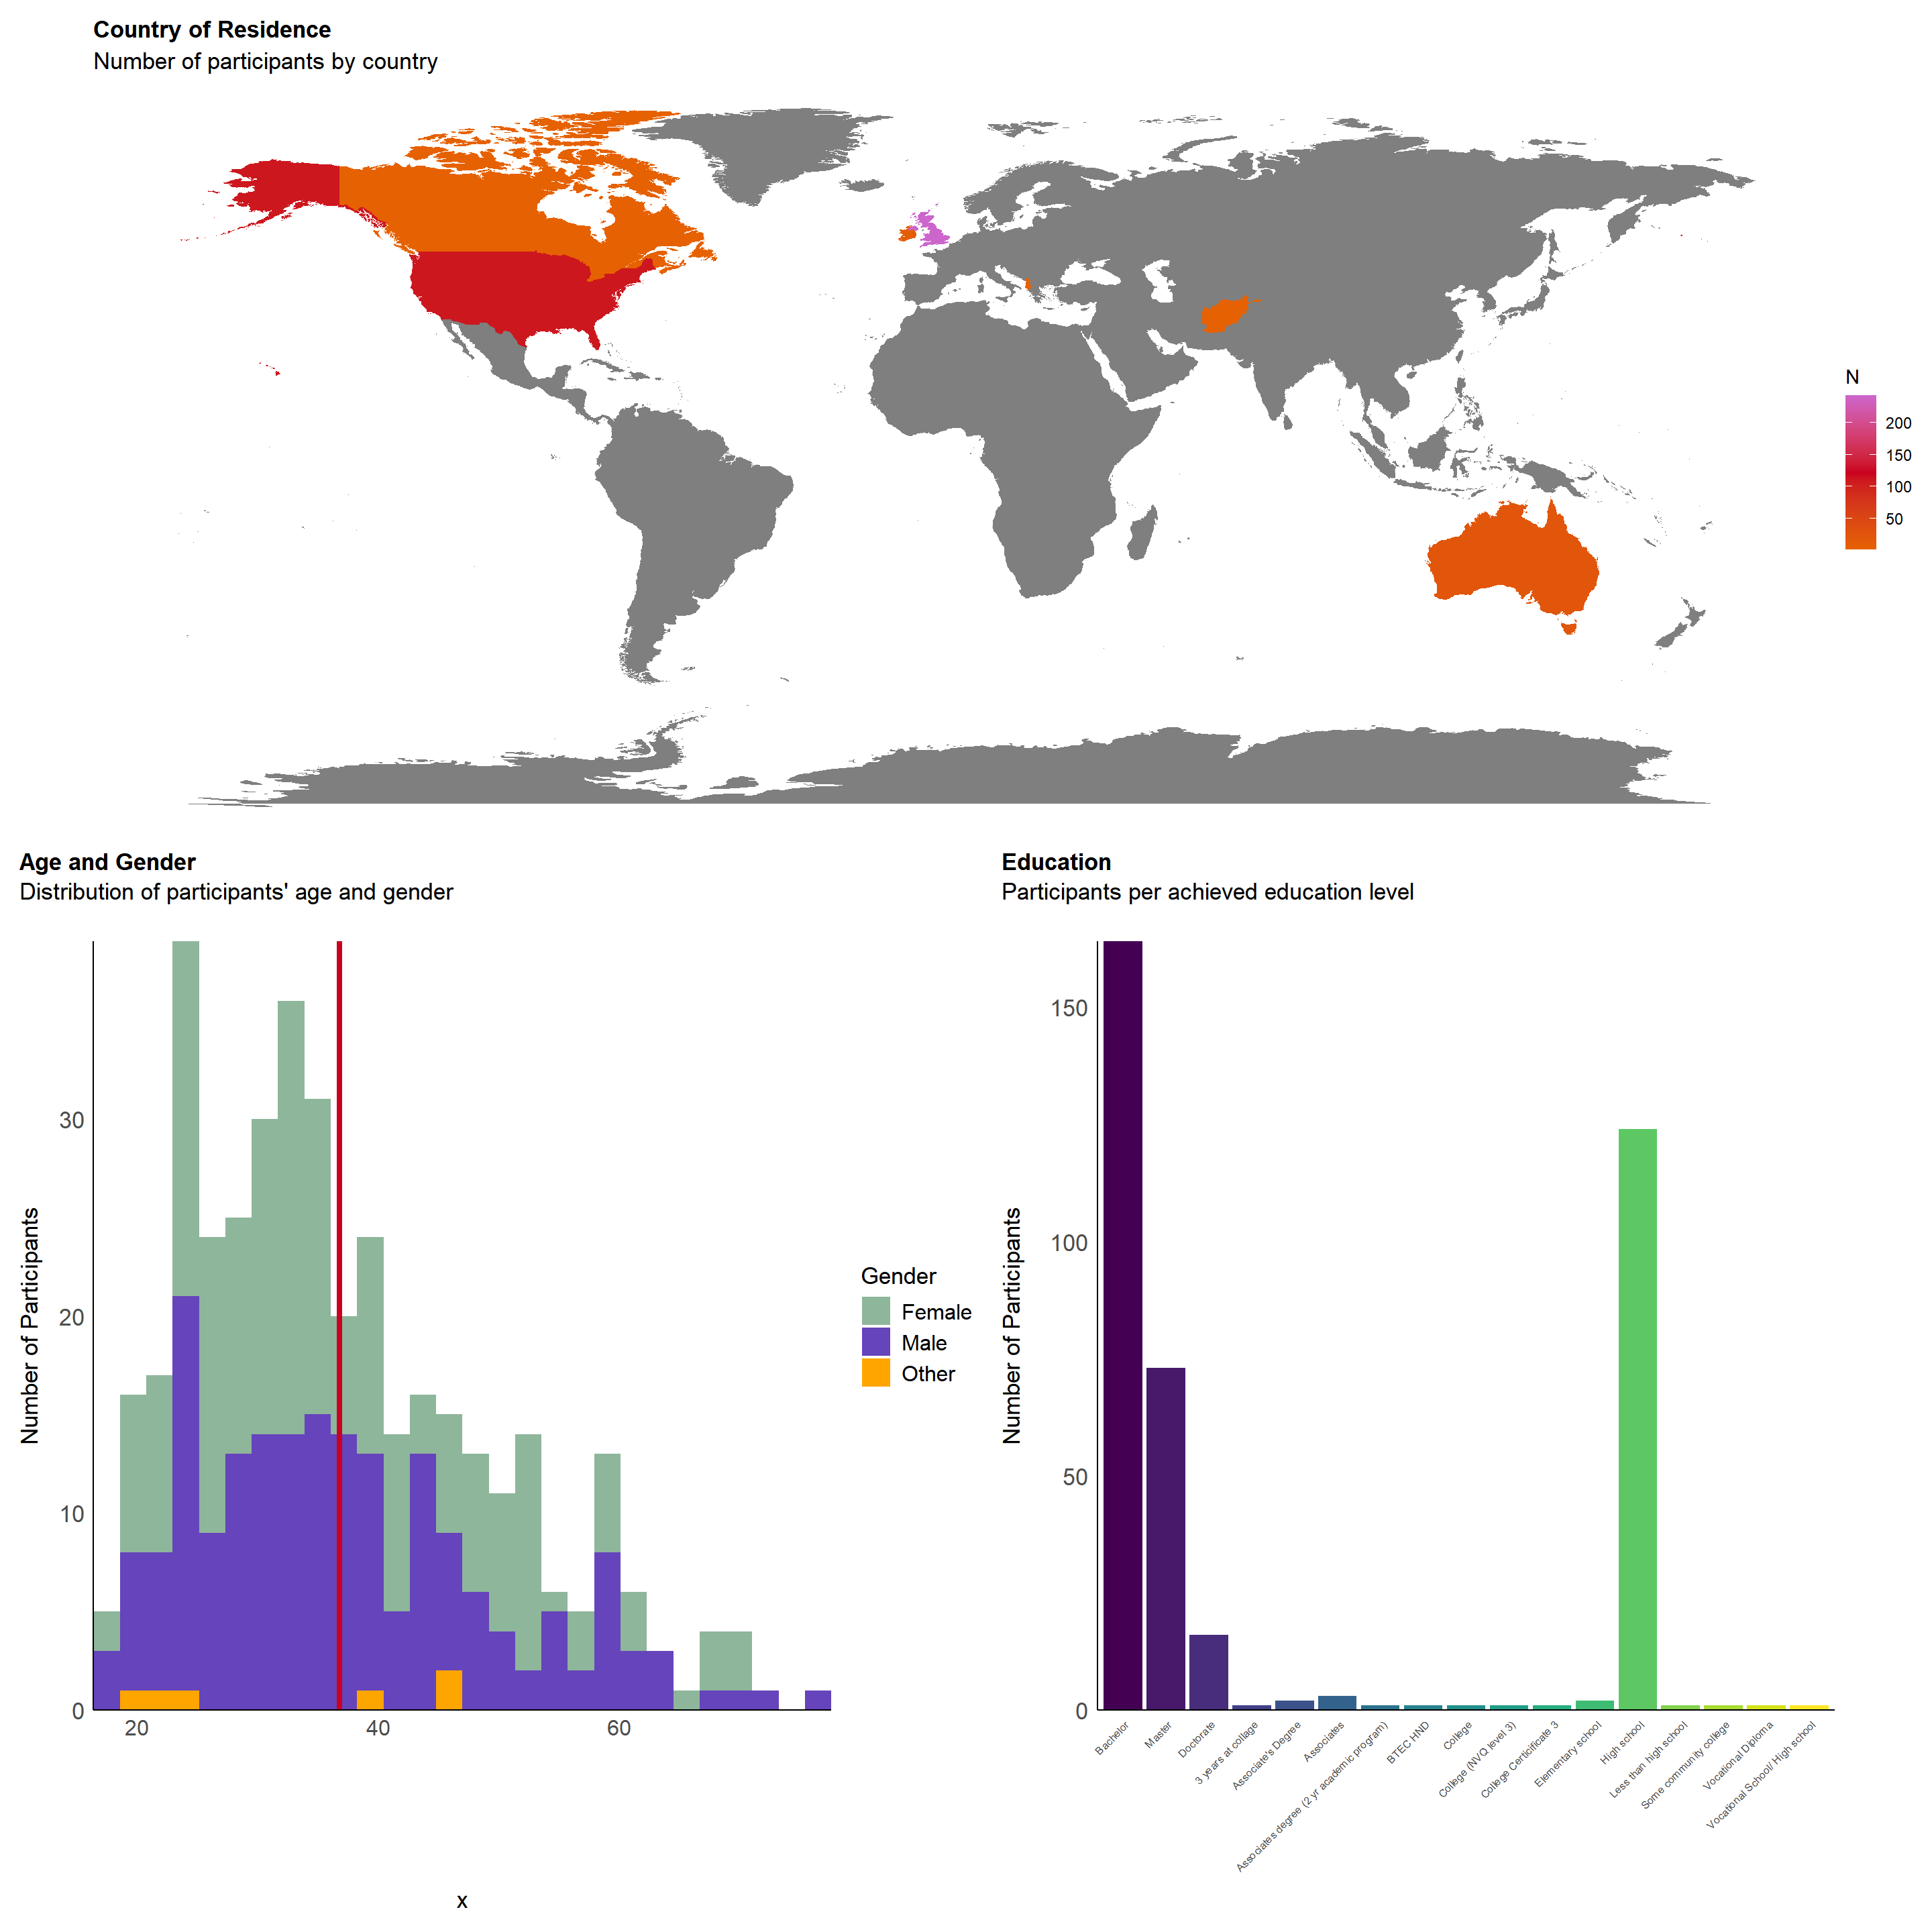 Country of Residence
Number of participants by country
N
200
150
100
50
Age and Gender
Distribution of participants' age and gender
Number of Participants
30
20
10
0
20
40
60
x
Gender
Female
Male
Other
Education
Participants per achieved education level
Number of Participants
150
100
50
0
Bachelor
Master
Doctorate
3 years at collage
Associate's Degree
Associates
Associates degree (2 yr academic program)
BTEC HND
College
College (NVQ level 3)
College Certicificate 3
Elementary school
High school
Less than high school
Some community college
Vocational Diploma
Vocational School/ High school